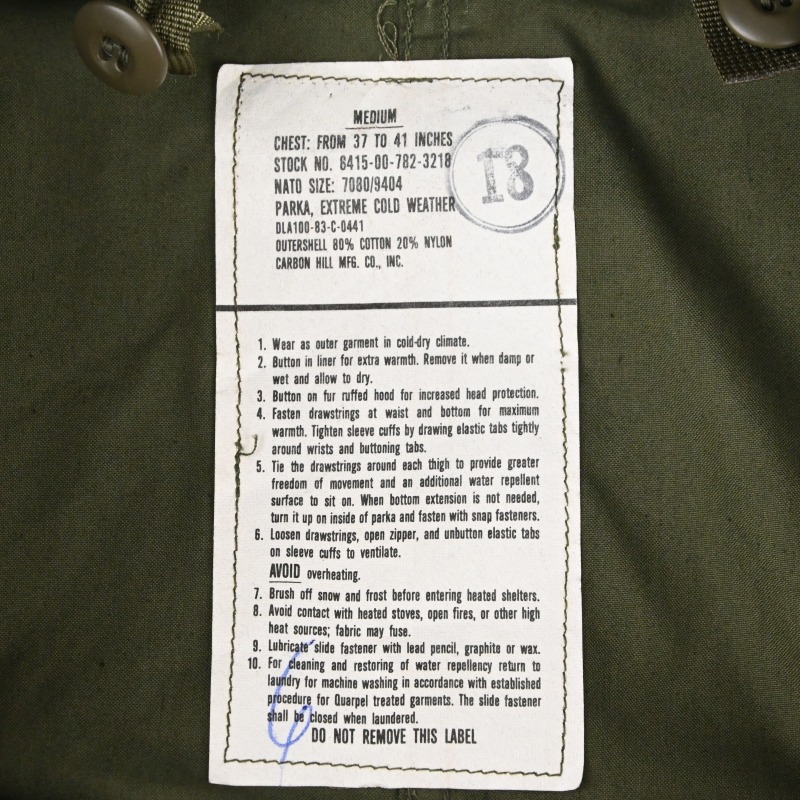 MEDIUM
CHEST: FROM 37 TO 41 INCHES
STOCK NO. 8415-00-782-3218
NATO SIZE: 7080/9404
PARKA, EXTREME COLD WEATHER
DLA100-83-C-0441
OUTERSHELL 80% COTTON 20% NYLON
CARBON HILL MFG. CO., INC.
18
1. Wear as outer garment in cold-dry climate.
2. Button in liner for extra warmth. Remove it when damp or
wet and allow to dry.
3. Button on fur ruffed hood for increased head protection.
4. Fasten drawstrings at waist and bottom for maximum
warmth. Tighten sleeve cuffs by drawing elastic tabs tightly
around wrists and buttoning tabs.
5. Tie the drawstrings around each thigh to provide greater
freedom of movement and an additional water repellent
surface to sit on. When bottom extension is not needed,
turn it up on inside of parka and fasten with snap fasteners.
6. Loosen drawstrings, open zipper, and unbutton elastic tabs
on sleeve cuffs to ventilate.
AVOID overheating.
7. Brush off snow and frost before entering heated shelters.
8. Avoid contact with heated stoves, open fires, or other high
heat sources; fabric may fuse.
9. Lubricate slide fastener with lead pencil, graphite or wax.
10. For cleaning and restoring of water repellency return to
laundry for machine washing in accordance with established
procedure for Quarpel treated garments. The slide fastener
shall be closed when laundered.
DO NOT REMOVE THIS LABEL